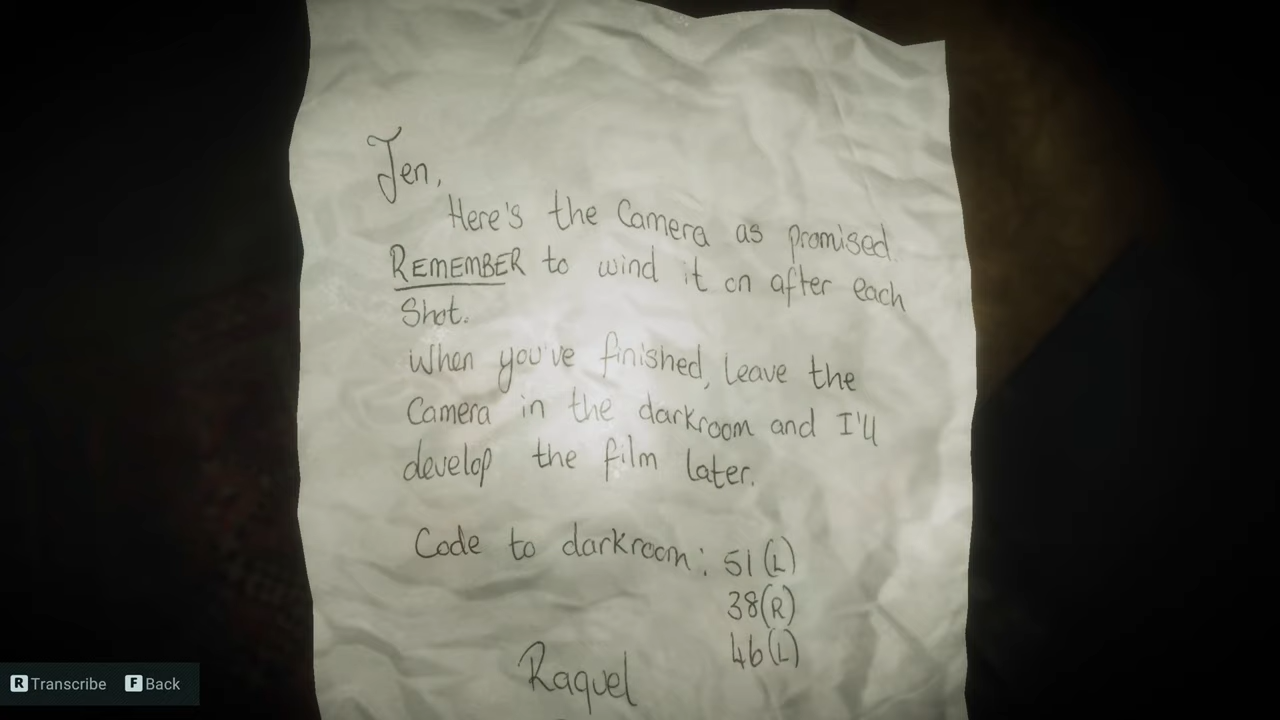 Jen,
Here's the Camera as promised.
REMEMBER to wind it on after each
Shot.
When you've finished, leave the
Camera in the darkroom and I'll
develop the film later.
Code to darkroom: 51 (L)
38(R)
46(L)
Raquel
R Transcribe F Back